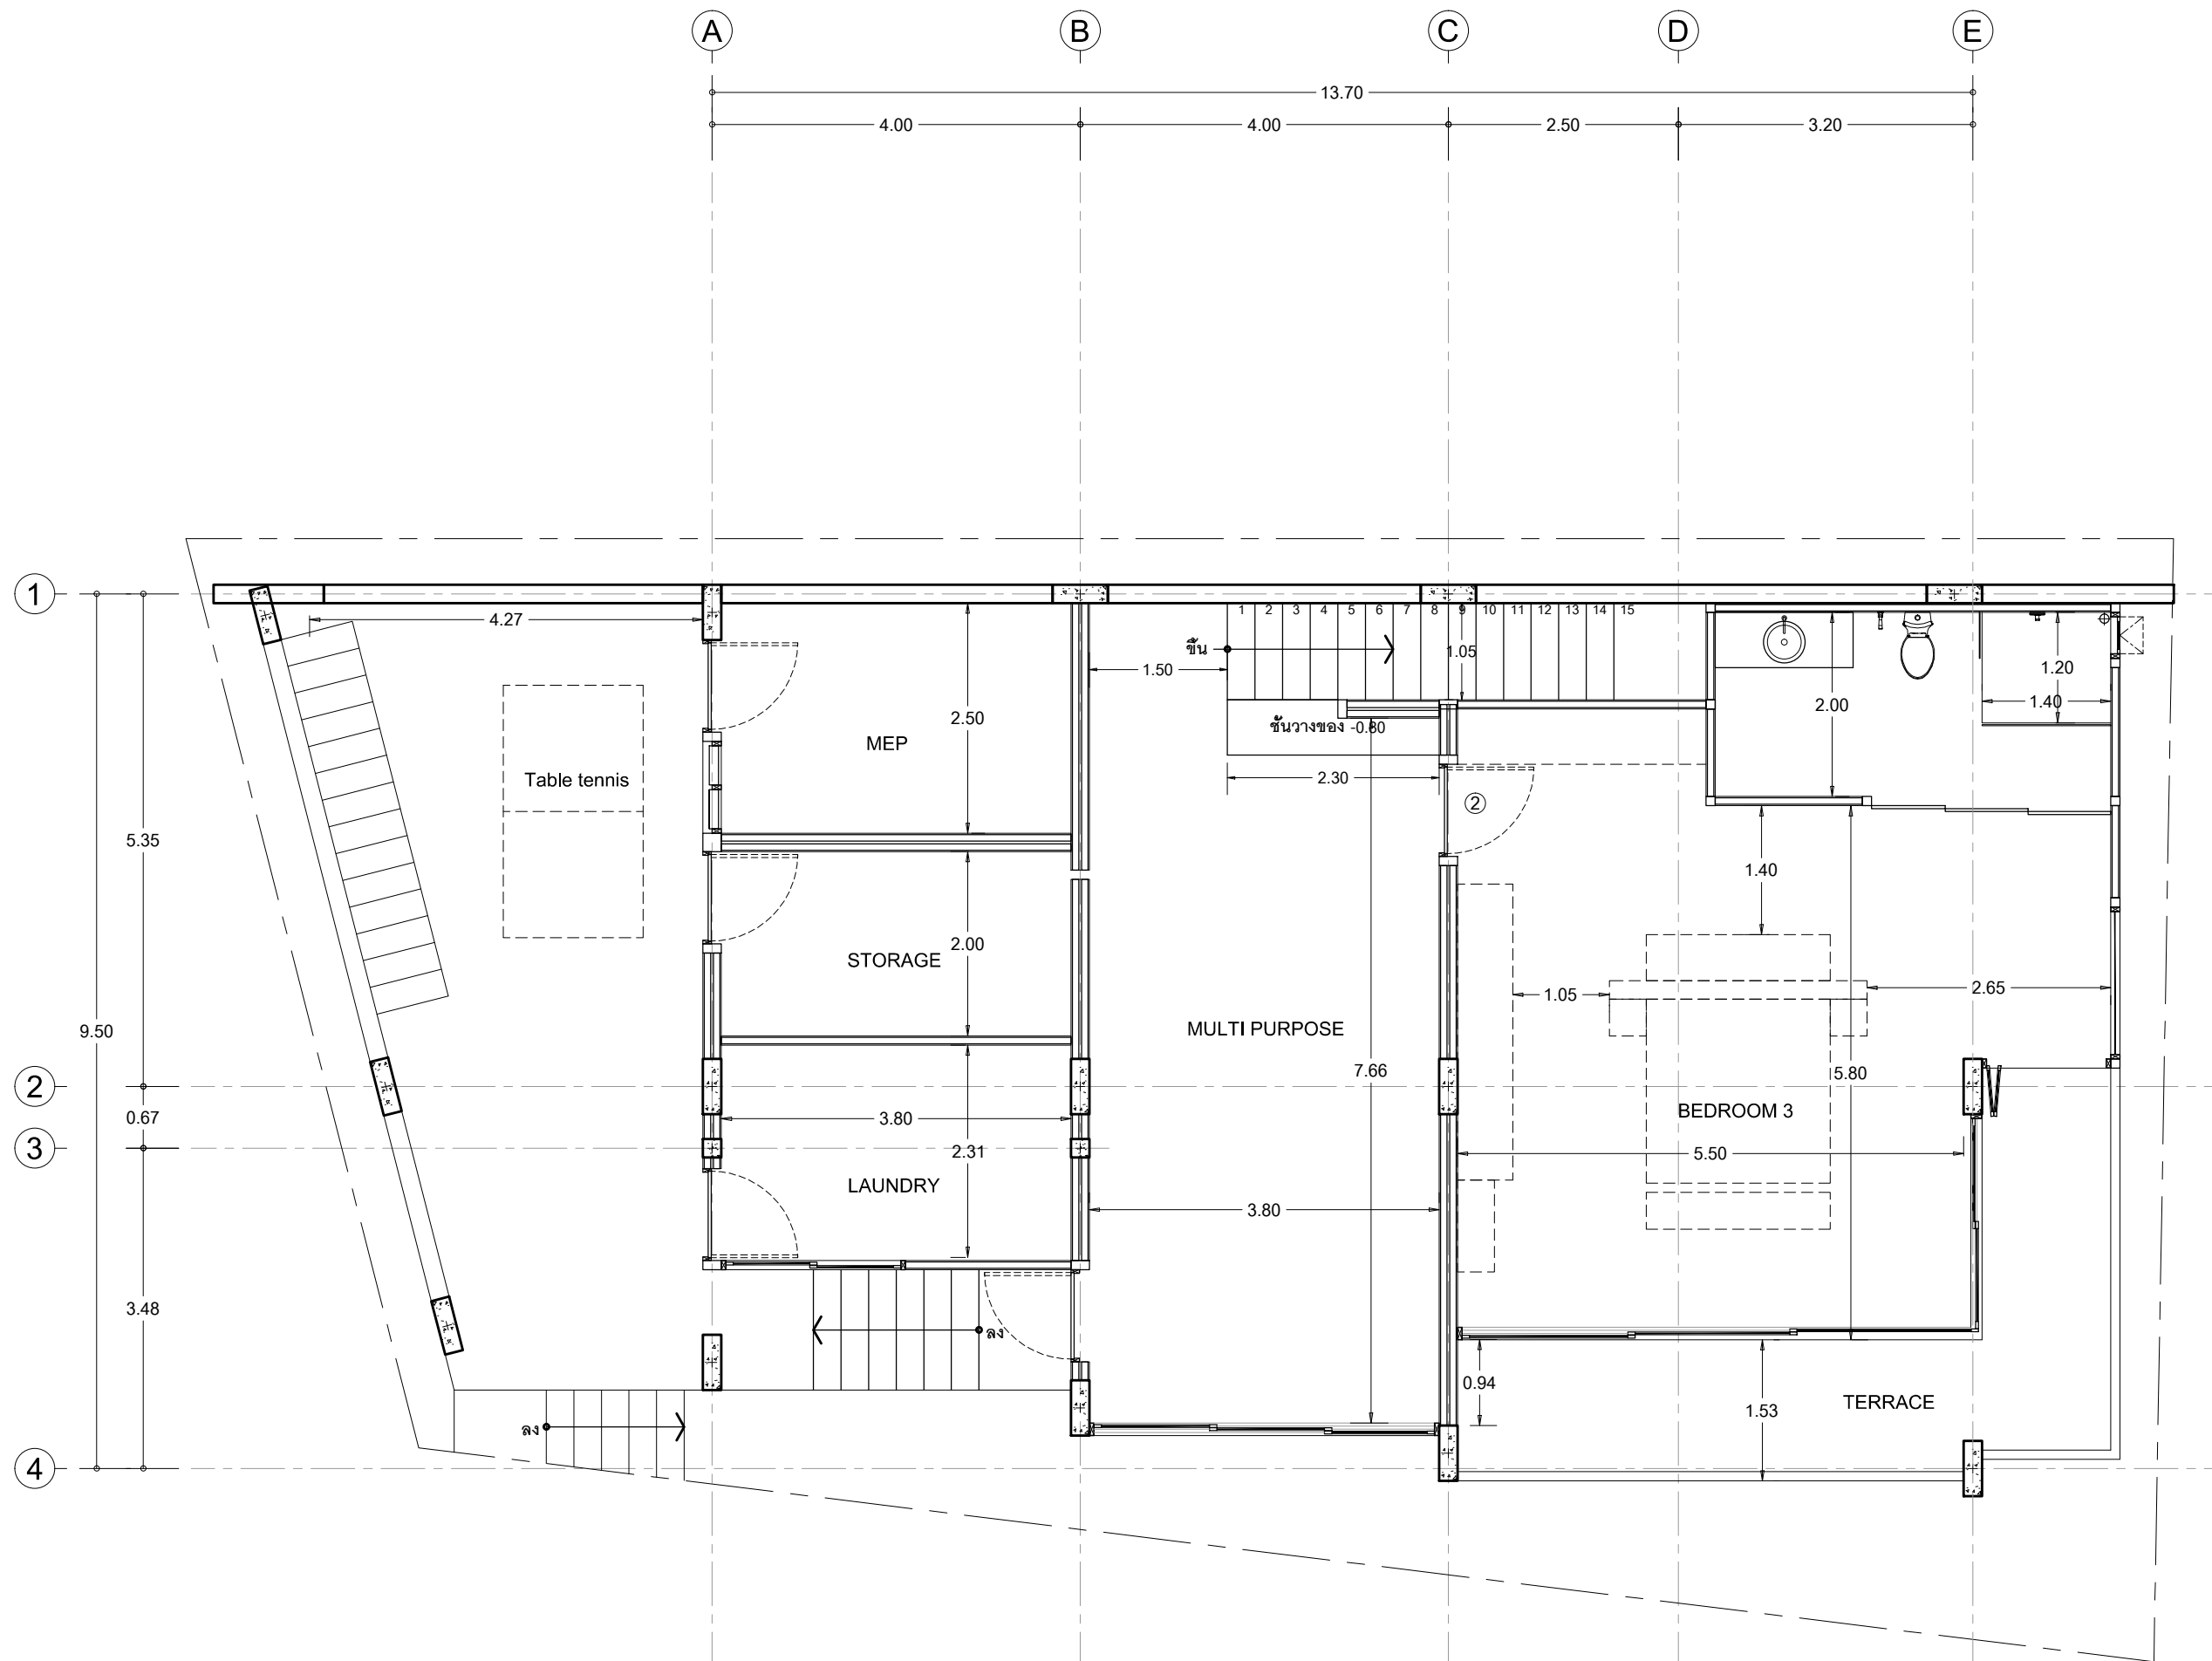 A B C D E
13.70
4.00 4.00 2.50 3.20
1
4.27
1 2 3 4 5 6 7 8 9 10 11 12 13 14 15
ขึ้น
1.05
1.50
1.20
1.40
2.00
2.50
ชั้นวางของ -0.80
MEP
2.30
Table tennis
2
5.35
1.40
2.00
STORAGE
1.05
2.65
9.50
MULTI PURPOSE
7.66
5.80
2
0.67
3.80
BEDROOM 3
3
2.31
5.50
LAUNDRY
3.80
3.48
ลง
0.94
1.53
TERRACE
ลง
4